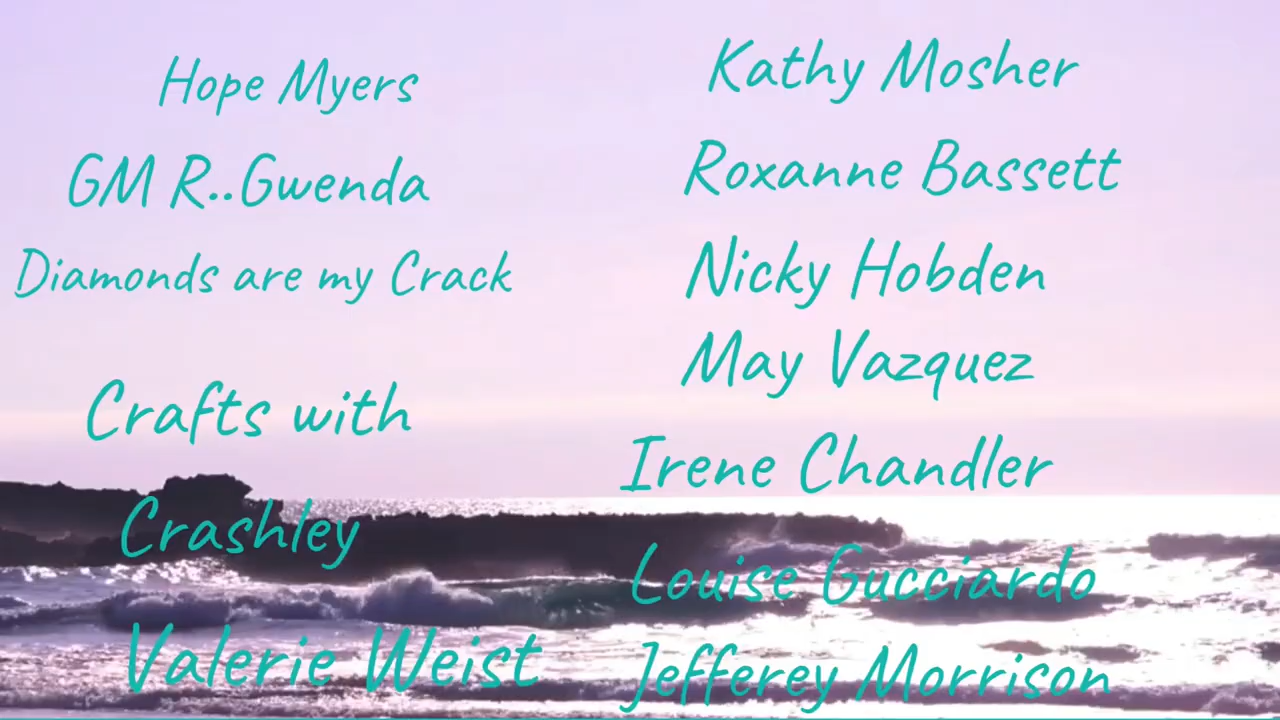 Hope Myers
GM R..Gwenda
Diamonds are my Crack
Crafts with
Crashley
Valerie Weist
Kathy Mosher
Roxanne Bassett
Nicky Hobden
May Vazquez
Irene Chandler
Louise Gucciardo
Jefferey Morrison